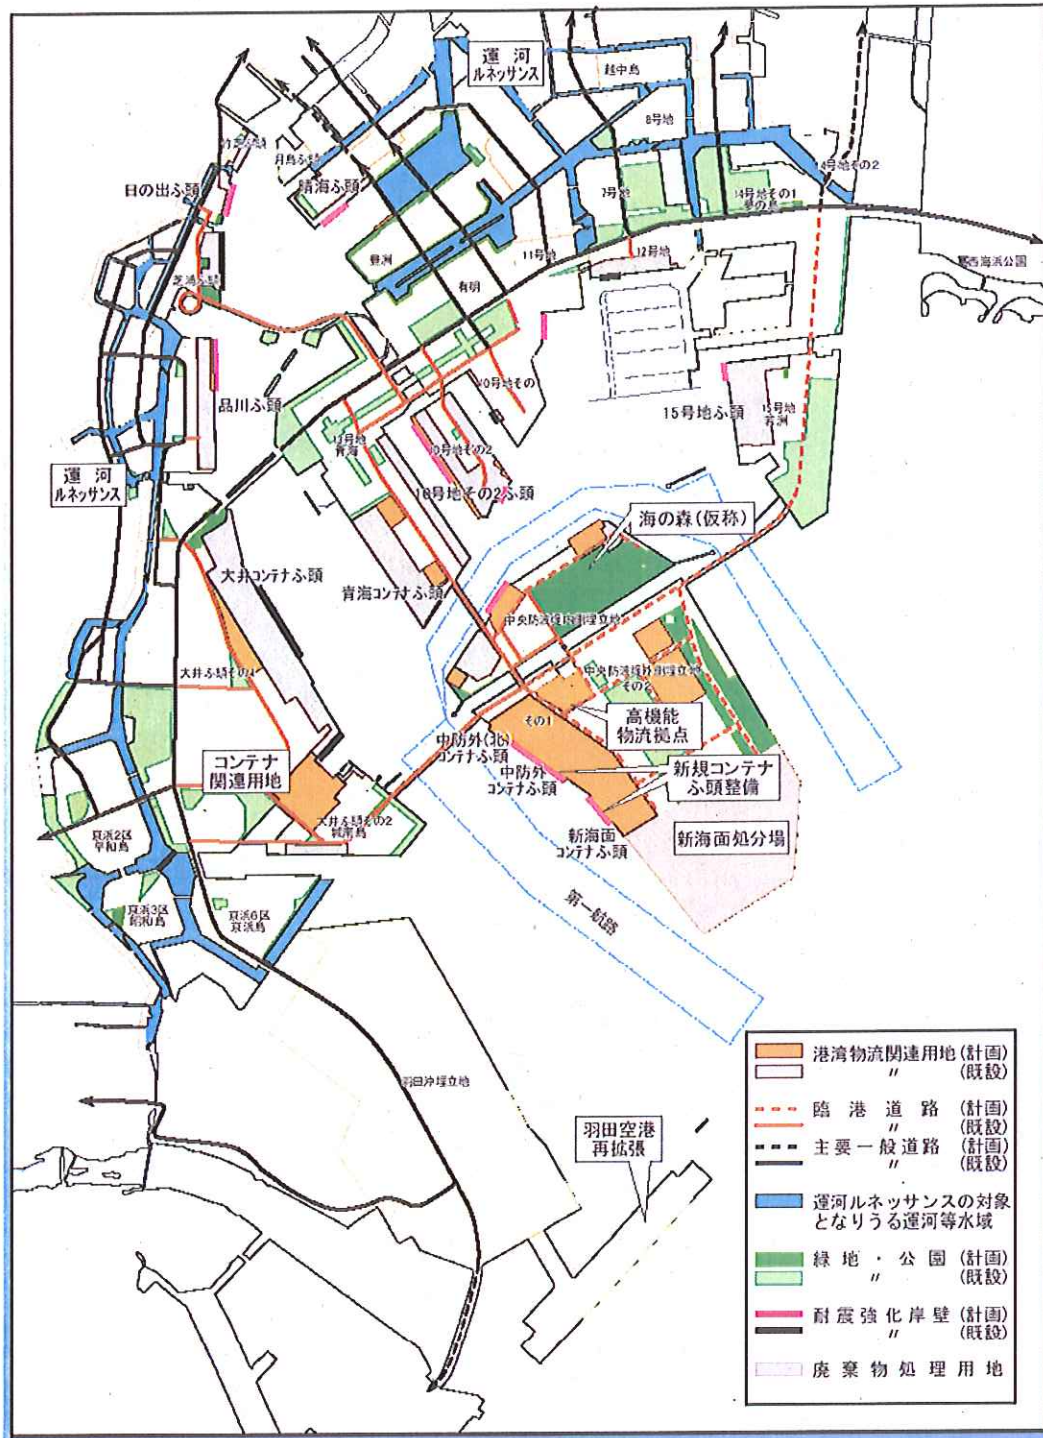 運河
ルネッサンス
越中島
8号地
竹芝ふ頭
月島ふ頭
晴海ふ頭
日の出ふ頭
7号地
14号地その2
14号地その1
夢の島
豊洲
11号地
12号地
葛西海浜公園
芝浦ふ頭
有明
品川ふ頭
10号地その1
15号地ふ頭
15号地
若洲
13号地
青海
10号地その2
10号地その2ふ頭
運河
ルネッサンス
海の森(仮称)
大井コンテナふ頭
青海コンテナふ頭
中央防波堤内側埋立地
大井ふ頭その1
中央防波堤外側埋立地
その2
その1
高機能
物流拠点
中防外(北)
コンテナふ頭
コンテナ
関連用地
中防外
コンテナふ頭
新規コンテナ
ふ頭整備
大井ふ頭その2
城南島
新海面
コンテナふ頭
新海面処分場
京浜2区
平和島
京浜3区
昭和島
京浜6区
京浜島
第一航路
羽田沖埋立地
羽田空港
再拡張
港湾物流関連用地(計画)
〃 (既設)
臨港道路 (計画)
〃 (既設)
主要一般道路 (計画)
〃 (既設)
運河ルネッサンスの対象
となりうる運河等水域
緑地・公園 (計画)
〃 (既設)
耐震強化岸壁 (計画)
〃 (既設)
廃棄物処理用地